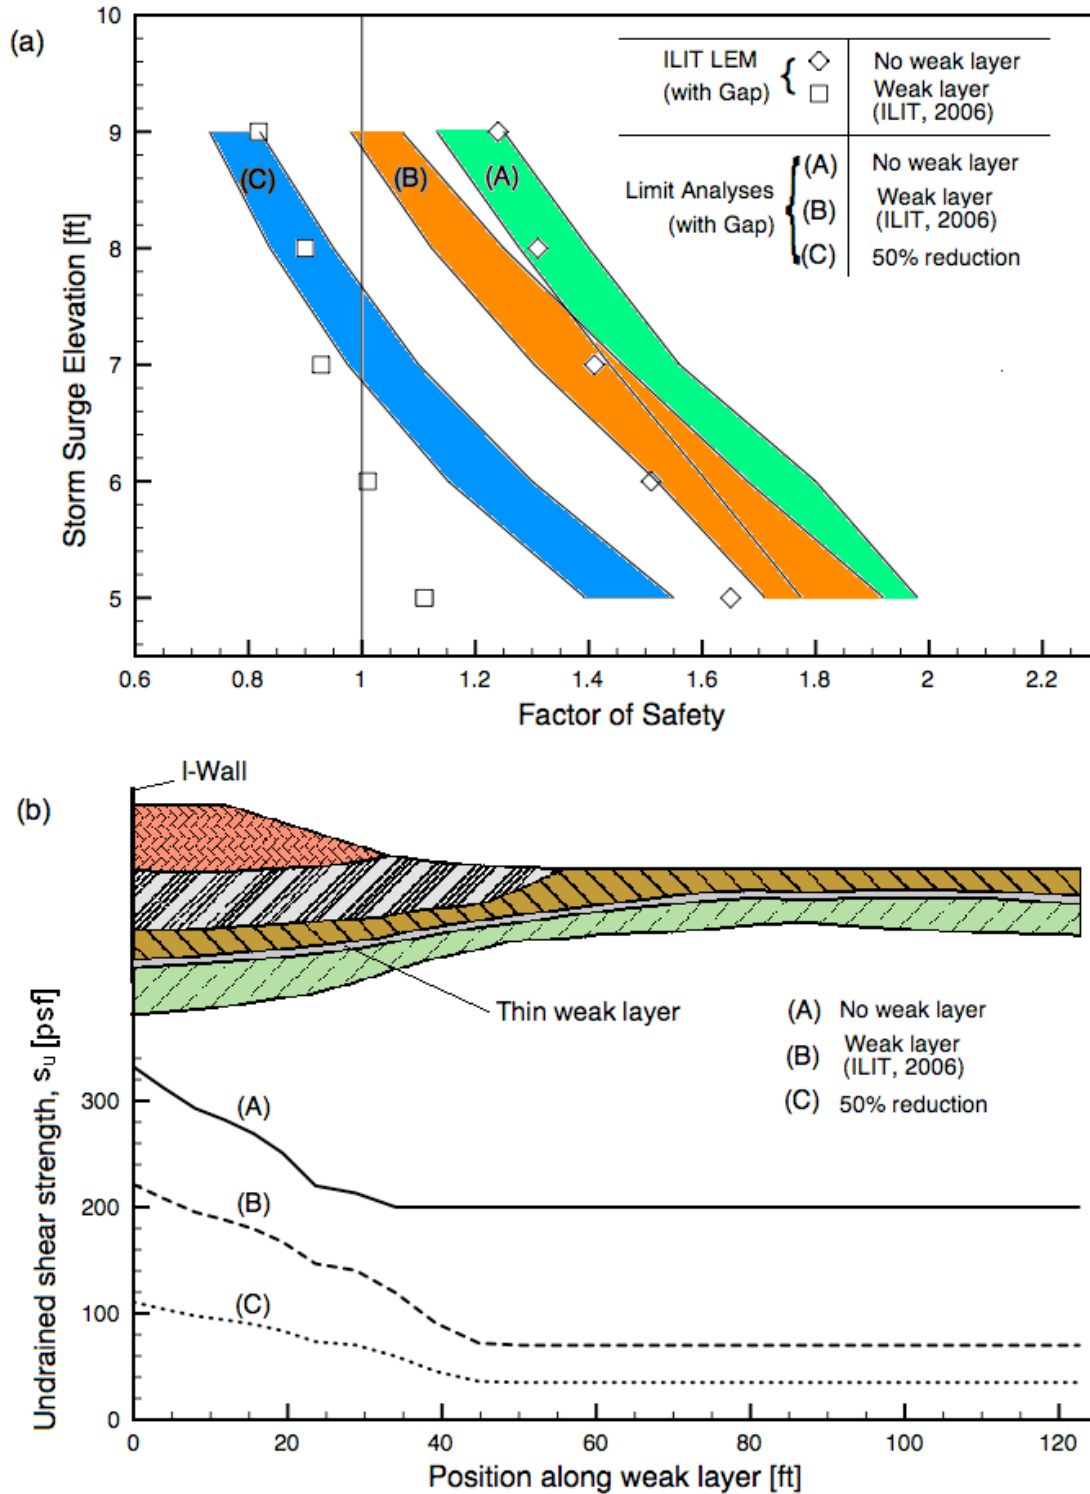 (a)
10
9
8
7
6
5
Storm Surge Elevation [ft]
ILIT LEM
(with Gap)
{
No weak layer
Weak layer
(ILIT, 2006)
Limit Analyses
(with Gap)
{
(A)
No weak layer
(B)
Weak layer
(ILIT, 2006)
(C)
50% reduction
(C)
(B)
(A)
0.6 0.8 1 1.2 1.4 1.6 1.8 2 2.2
Factor of Safety
(b)
I-Wall
Thin weak layer
(A) No weak layer
(B) Weak layer
(ILIT, 2006)
(C) 50% reduction
Undrained shear strength, su [psf]
300
200
100
0
(A)
(B)
(C)
0 20 40 60 80 100 120
Position along weak layer [ft]